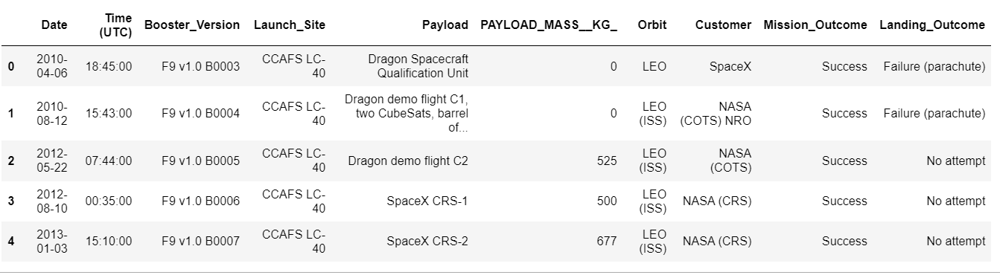 Date Time (UTC) Booster_Version Launch_Site Payload PAYLOAD_MASS__KG_ Orbit Customer Mission_Outcome Landing_Outcome
0 2010-04-06 18:45:00 F9 v1.0 B0003 CCAFS LC-40 Dragon Spacecraft Qualification Unit 0 LEO SpaceX Success Failure (parachute)
1 2010-08-12 15:43:00 F9 v1.0 B0004 CCAFS LC-40 Dragon demo flight C1, two CubeSats, barrel of... 0 LEO (ISS) NASA (COTS) NRO Success Failure (parachute)
2 2012-05-22 07:44:00 F9 v1.0 B0005 CCAFS LC-40 Dragon demo flight C2 525 LEO (ISS) NASA (COTS) Success No attempt
3 2012-08-10 00:35:00 F9 v1.0 B0006 CCAFS LC-40 SpaceX CRS-1 500 LEO (ISS) NASA (CRS) Success No attempt
4 2013-01-03 15:10:00 F9 v1.0 B0007 CCAFS LC-40 SpaceX CRS-2 677 LEO (ISS) NASA (CRS) Success No attempt